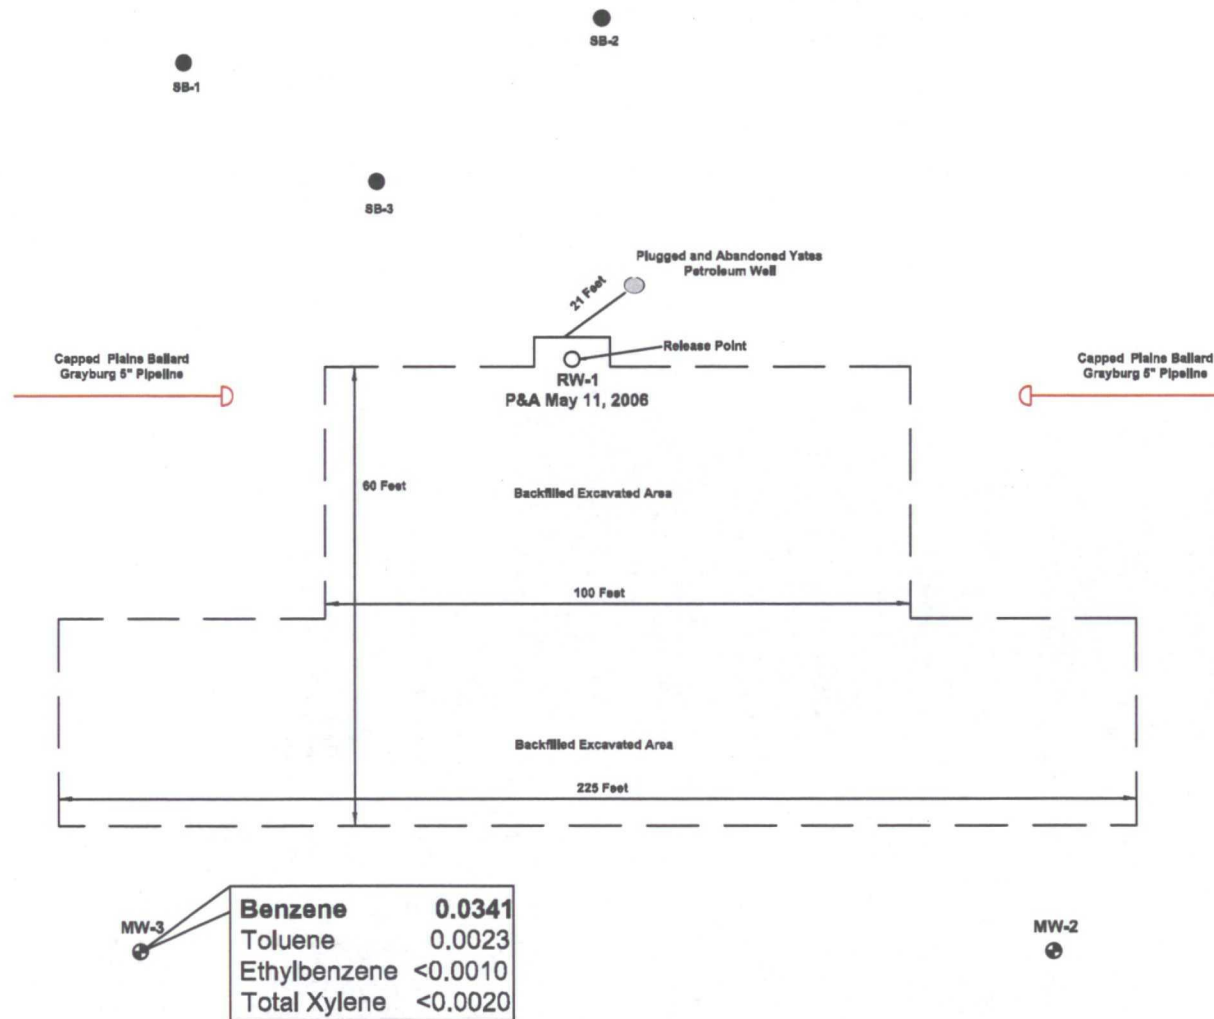 SB-2
SB-1
SB-3
Plugged and Abandoned Yates
Petroleum Well
21 Feet
Release Point
Capped Plains Ballard
Grayburg 5" Pipeline
Capped Plains Ballard
Grayburg 5" Pipeline
RW-1
P&A May 11, 2006
60 Feet
Backfilled Excavated Area
100 Feet
Backfilled Excavated Area
225 Feet
MW-3
Benzene 0.0341
Toluene 0.0023
Ethylbenzene <0.0010
Total Xylene <0.0020
MW-2